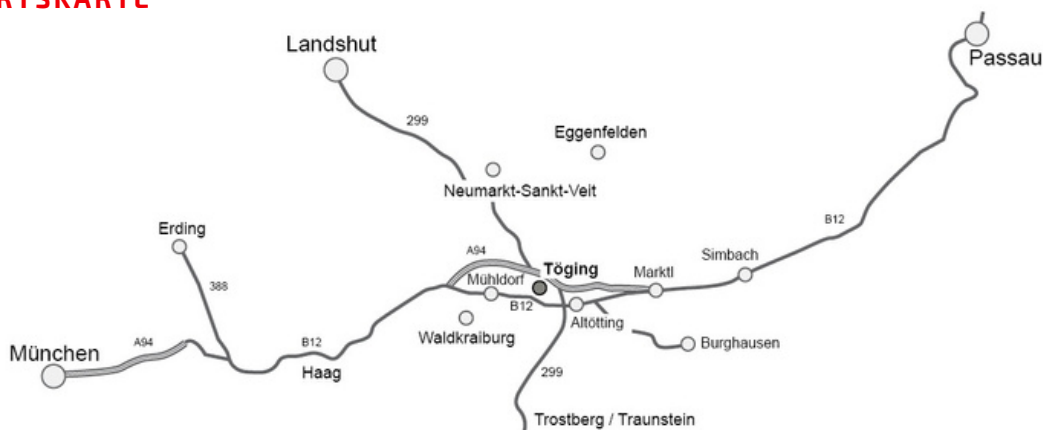 Landshut
Passau
299
Eggenfelden
Neumarkt-Sankt-Veit
Erding
B12
A94
Töging
Simbach
Marktl
Mühldorf
388
B12
Altötting
Waldkraiburg
Burghausen
München
A94
B12
Haag
299
Trostberg / Traunstein